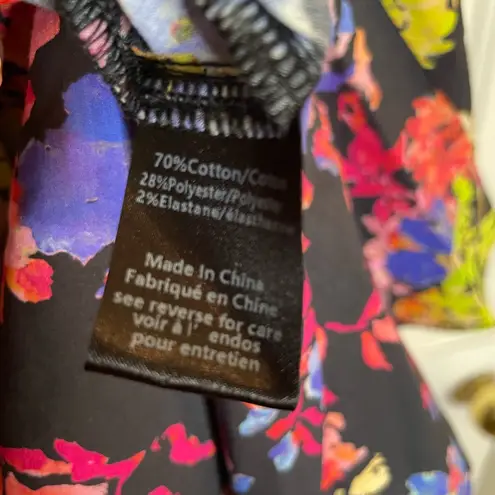 70%Cotton/Coton
28%Polyester/Polyester
2%Elastane/élasthanne
Made In China
Fabriqué en Chine
see reverse for care
voir à l' endos
pour entretien